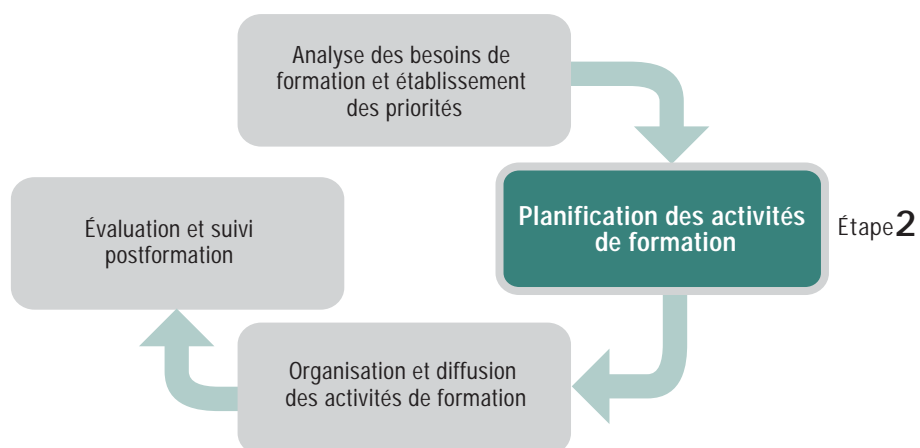 Analyse des besoins de
formation et établissement
des priorités
Planification des activités
de formation
Étape 2
Évaluation et suivi
postformation
Organisation et diffusion
des activités de formation